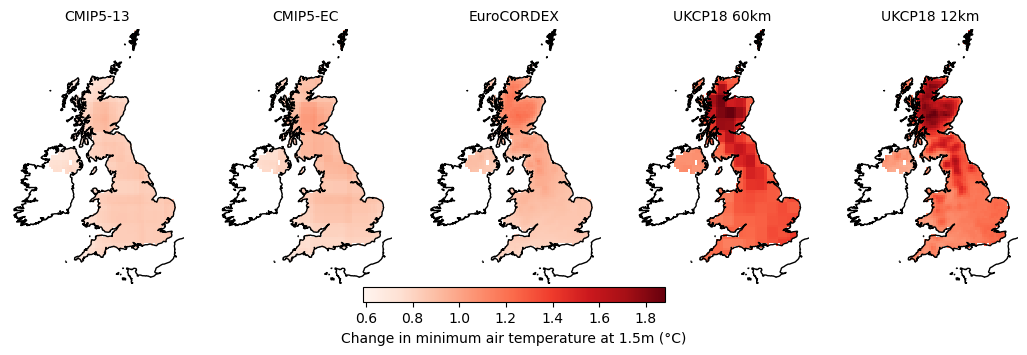 CMIP5-13 CMIP5-EC EuroCORDEX UKCP18 60km UKCP18 12km
0.6 0.8 1.0 1.2 1.4 1.6 1.8
Change in minimum air temperature at 1.5m (°C)